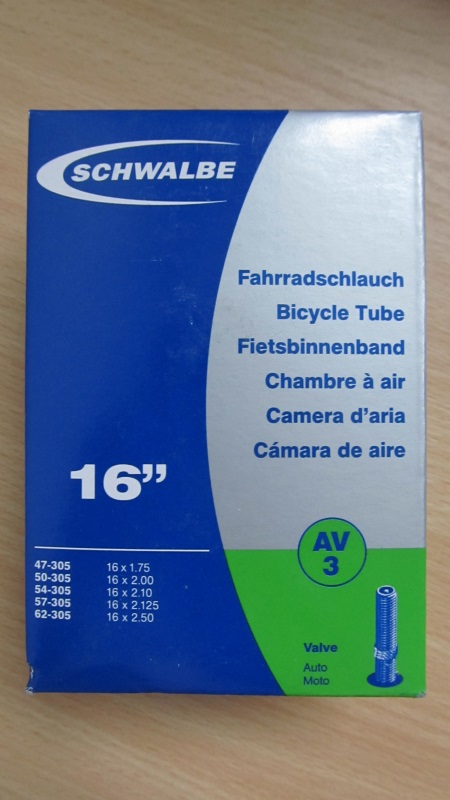 SCHWALBE
Fahrradschlauch
Bicycle Tube
Fietsbinnenband
Chambre à air
Camera d'aria
Cámara de aire
16”
47-305 16 x 1.75
50-305 16 x 2.00
54-305 16 x 2.10
57-305 16 x 2.125
62-305 16 x 2.50
AV
3
Valve
Auto
Moto